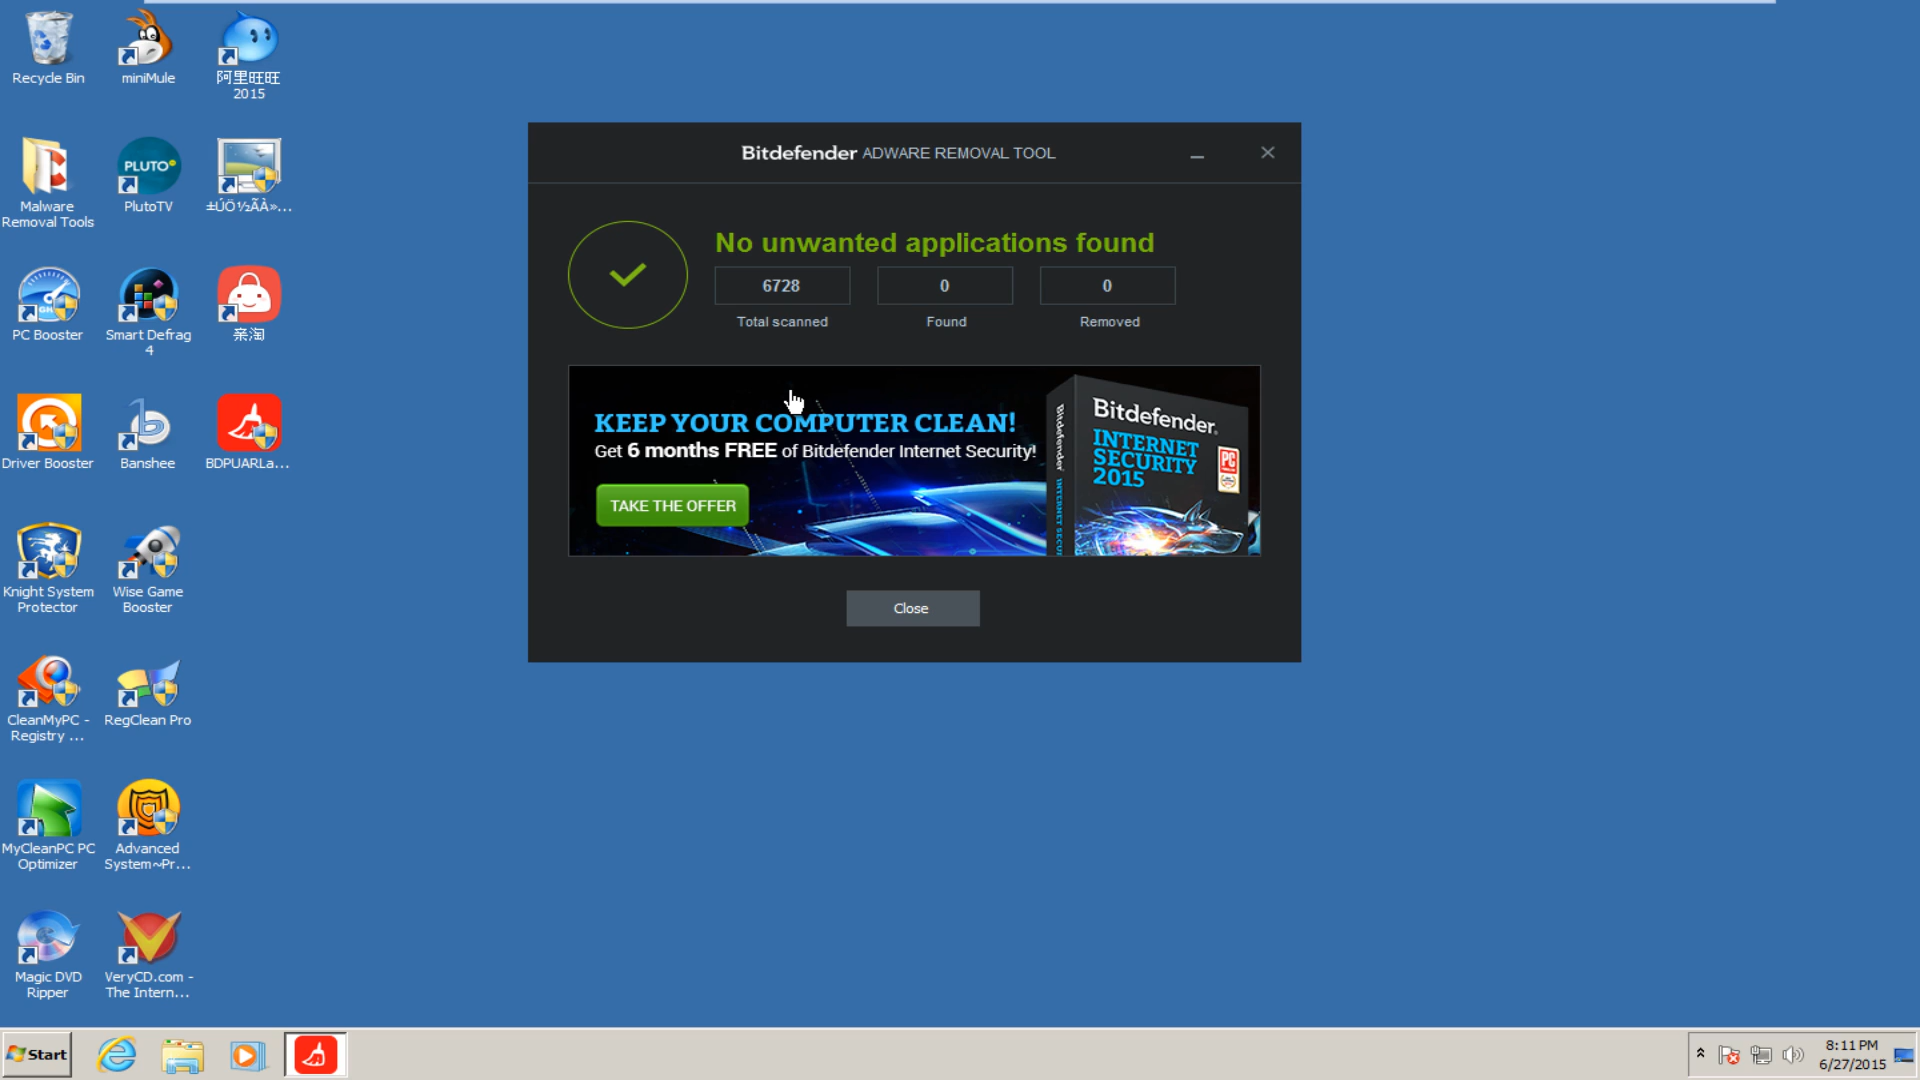 Recycle Bin
miniMule
阿里旺旺
2015
Malware
Removal Tools
PLUTO
PlutoTV
±ÚÖ½ÃÀ»...
PC Booster
Smart Defrag
4
亲淘
Driver Booster
Banshee
BDPUARLa...
Knight System
Protector
Wise Game
Booster
CleanMyPC -
Registry ...
RegClean Pro
MyCleanPC PC
Optimizer
Advanced
System~Pr...
Magic DVD
Ripper
VeryCD.com -
The Intern...
Bitdefender ADWARE REMOVAL TOOL
No unwanted applications found
6728
0
0
Total scanned
Found
Removed
KEEP YOUR COMPUTER CLEAN!
Get 6 months FREE of Bitdefender Internet Security!
TAKE THE OFFER
Bitdefender
Bitdefender
INTERNET
SECURITY
2015
PC
Close
Start
8:11 PM
6/27/2015